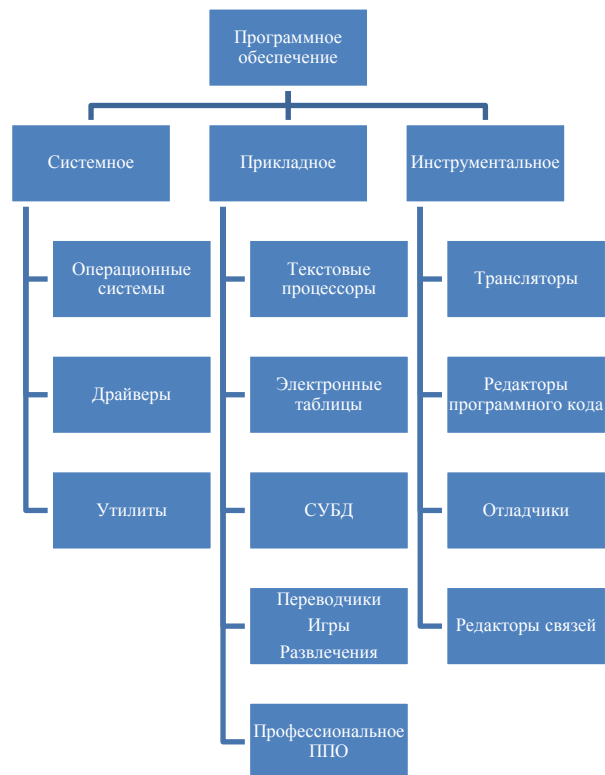 Программное
обеспечение
Системное
Прикладное
Инструментальное
Операционные
системы
Текстовые
процессоры
Трансляторы
Драйверы
Электронные
таблицы
Редакторы
программного кода
Утилиты
СУБД
Отладчики
Переводчики
Игры
Развлечения
Редакторы связей
Профессиональное
ППО